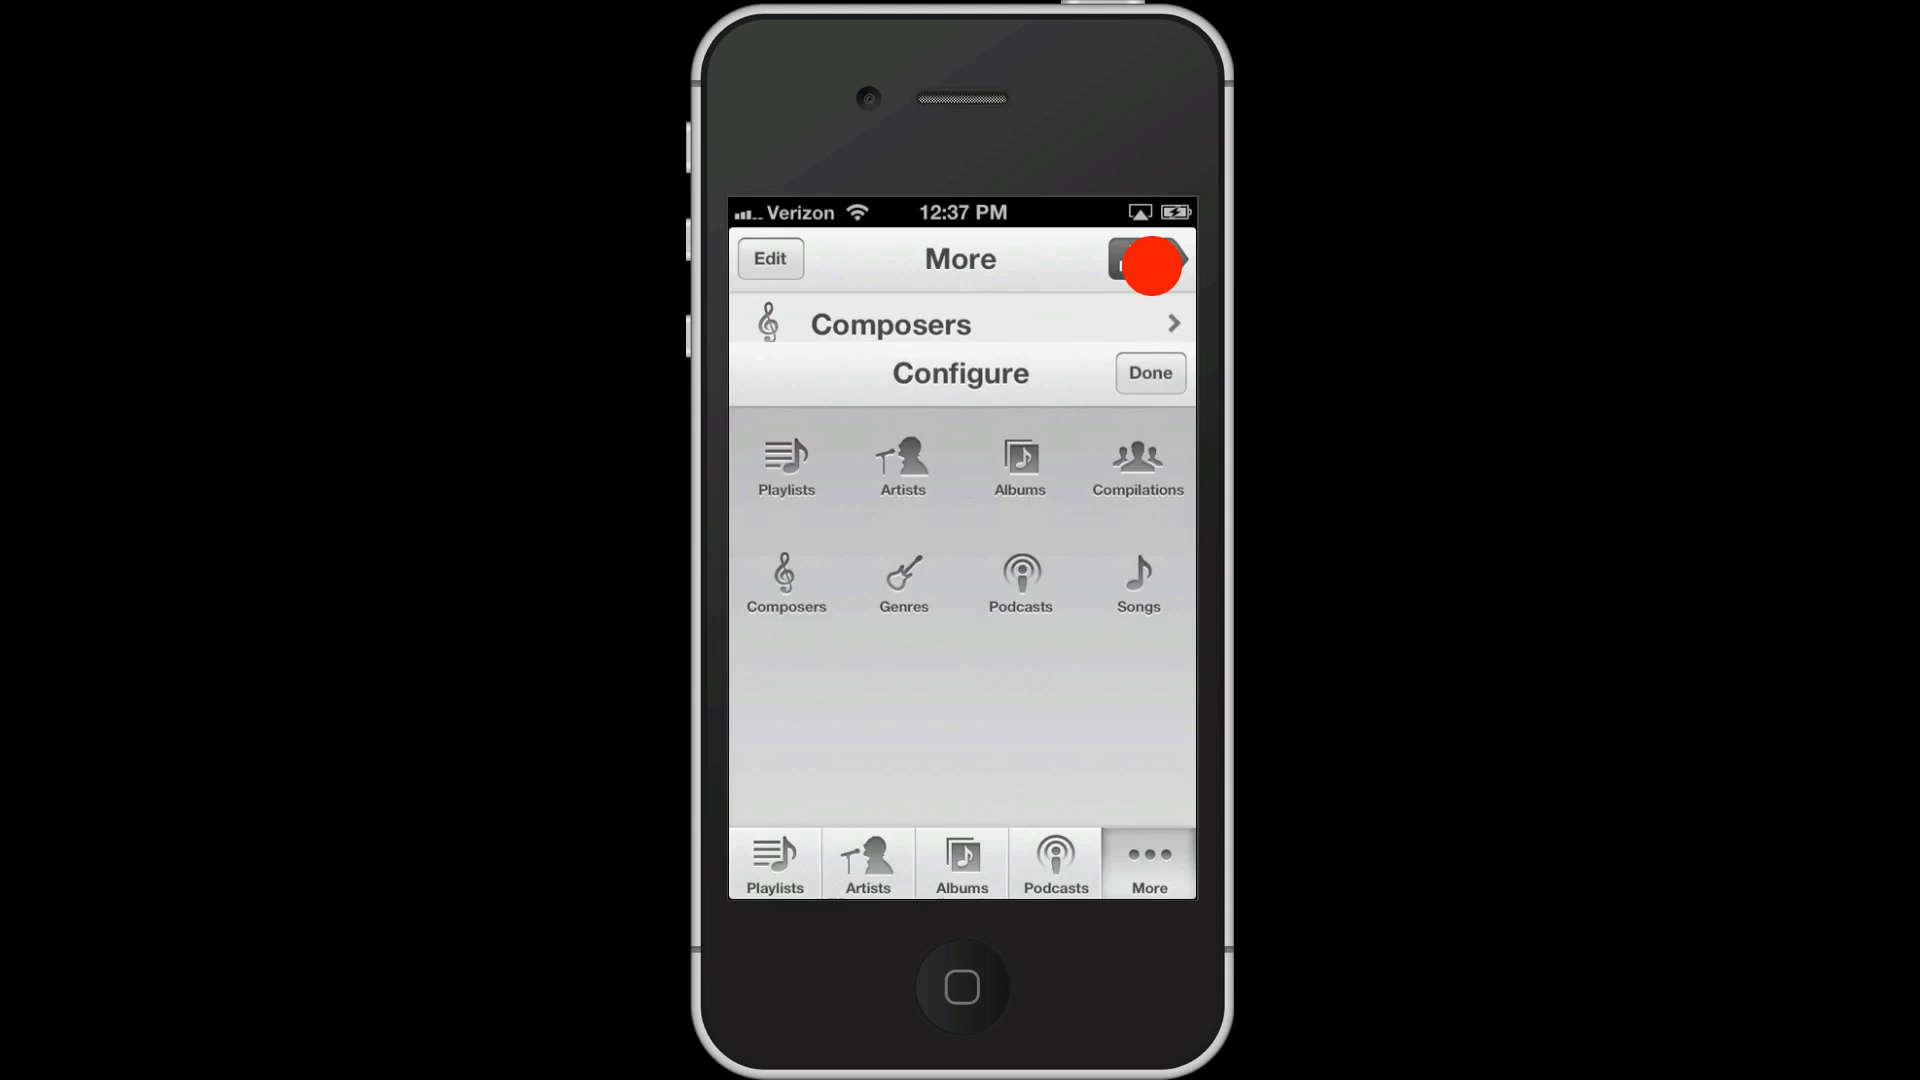 Verizon 12:37 PM
Edit More
Composers
Configure Done
Playlists Artists Albums Compilations
Composers Genres Podcasts Songs
Playlists Artists Albums Podcasts More